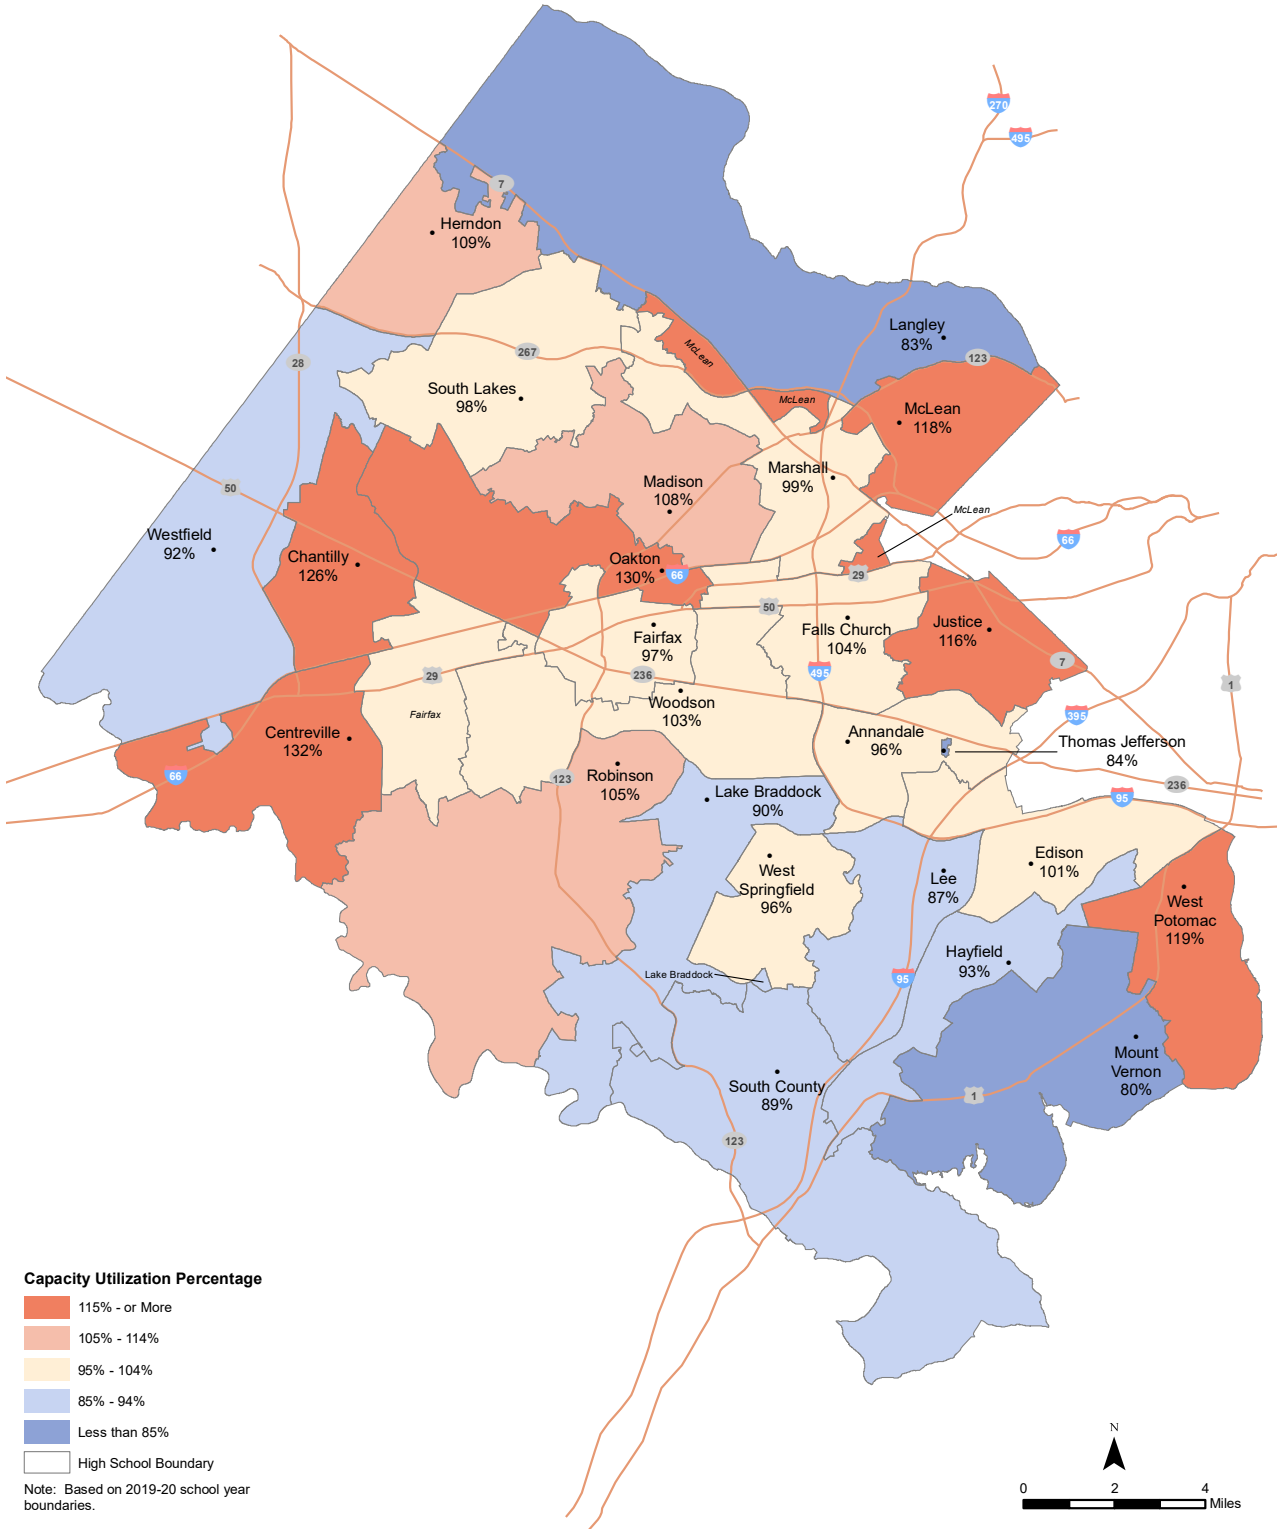 270
495
7
Herndon
109%
Langley
83%
123
267
28
McLean
McLean
South Lakes
98%
McLean
118%
Marshall
99%
Madison
108%
50
McLean
Westfield
92%
66
Chantilly
126%
Oakton
130%
66
29
50
Fairfax
97%
Falls Church
104%
Justice
116%
7
29
236
495
1
Woodson
103%
Fairfax
395
Centreville
132%
Annandale
96%
Thomas Jefferson
84%
66
123
Robinson
105%
236
Lake Braddock
90%
95
Edison
101%
West
Springfield
96%
Lee
87%
West
Potomac
119%
Hayfield
93%
Lake Braddock
95
Mount
Vernon
80%
South County
89%
1
123
Capacity Utilization Percentage
115% - or More
105% - 114%
95% - 104%
85% - 94%
Less than 85%
High School Boundary
Note: Based on 2019-20 school year
boundaries.
N
0 2 4
Miles